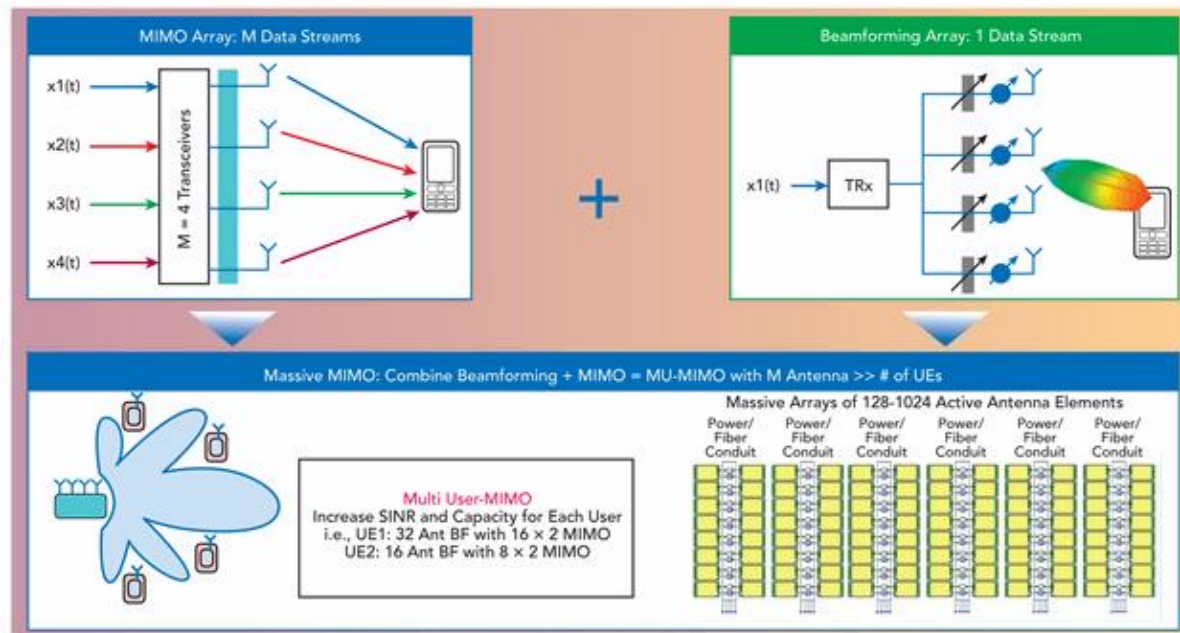 MIMO Array: M Data Streams
x1(t)
x2(t)
x3(t)
x4(t)
M = 4 Transceivers
Beamforming Array: 1 Data Stream
x1(t)
TRx
Massive MIMO: Combine Beamforming + MIMO = MU-MIMO with M Antenna >> # of UEs
Multi User-MIMO
Increase SINR and Capacity for Each User
i.e., UE1: 32 Ant BF with 16 × 2 MIMO
UE2: 16 Ant BF with 8 × 2 MIMO
Massive Arrays of 128-1024 Active Antenna Elements
Power/
Fiber
Conduit
Power/
Fiber
Conduit
Power/
Fiber
Conduit
Power/
Fiber
Conduit
Power/
Fiber
Conduit
Power/
Fiber
Conduit